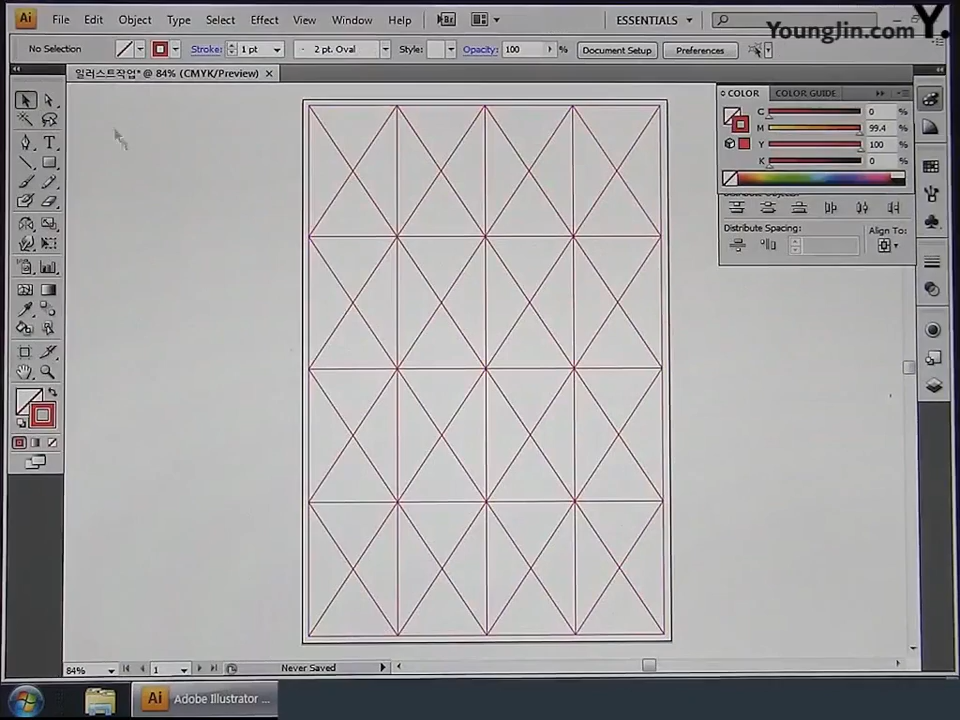 Ai File Edit Object Type Select Effect View Window Help Br ESSENTIALS
YoungJin.com Y.
No Selection Stroke: 1 pt 2 pt. Oval Style: Opacity: 100 % Document Setup Preferences
일러스트작업* @ 84% (CMYK/Preview)
COLOR COLOR GUIDE
C 0 %
M 99.4 %
Y 100 %
K 0 %
Distribute Spacing: Align To:
84% 1 Never Saved
Ai Adobe Illustrator ...